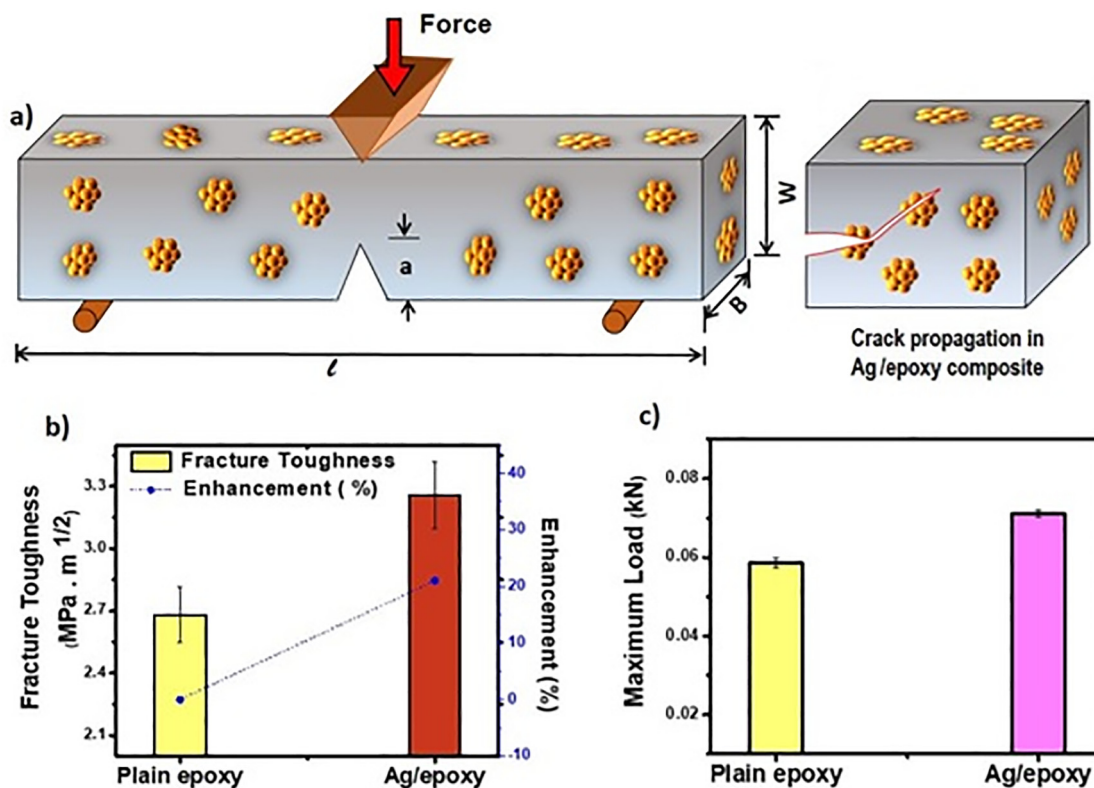 Force
a)
a
W
B
ℓ
Crack propagation in
Ag/epoxy composite
b)
Fracture Toughness
Enhancement ( %)
Fracture Toughness
(MPa . m 1/2)
3.3
3.0
2.7
2.4
2.1
40
30
20
10
0
-10
Enhancement (%)
Plain epoxy
Ag/epoxy
c)
Maximum Load (kN)
0.08
0.06
0.04
0.02
Plain epoxy
Ag/epoxy